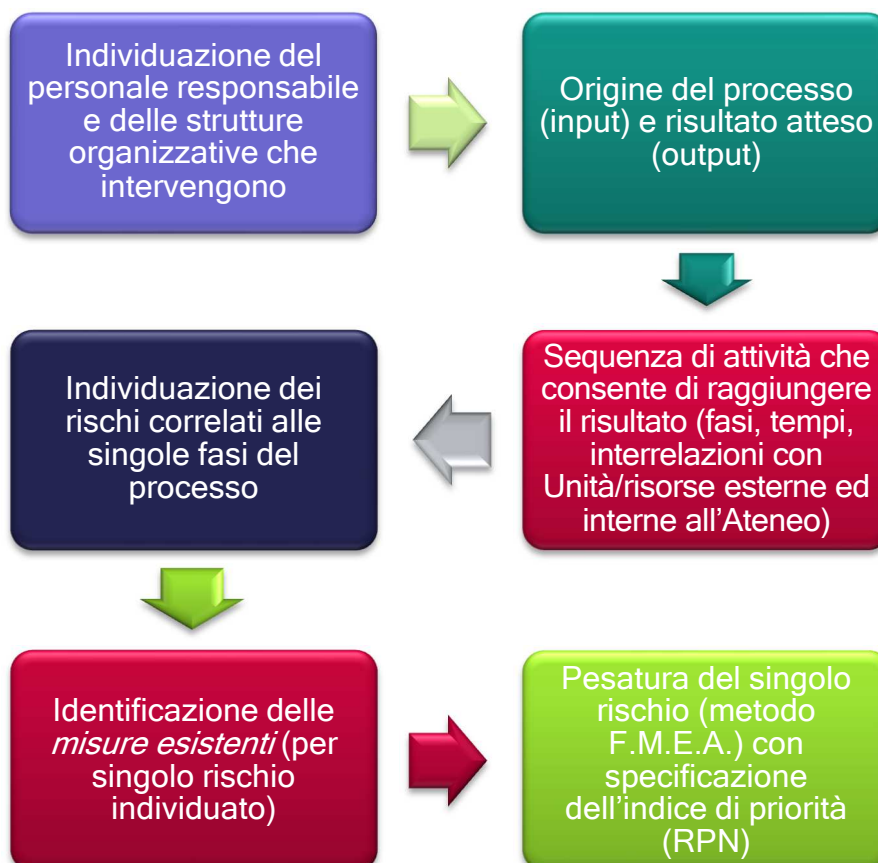 Individuazione del
personale responsabile
e delle strutture
organizzative che
intervengono
Origine del processo
(input) e risultato atteso
(output)
Sequenza di attività che
consente di raggiungere
il risultato (fasi, tempi,
interrelazioni con
Unità/risorse esterne ed
interne all'Ateneo)
Individuazione dei
rischi correlati alle
singole fasi del
processo
Identificazione delle
misure esistenti (per
singolo rischio
individuato)
Pesatura del singolo
rischio (metodo
F.M.E.A.) con
specificazione
dell'indice di priorità
(RPN)